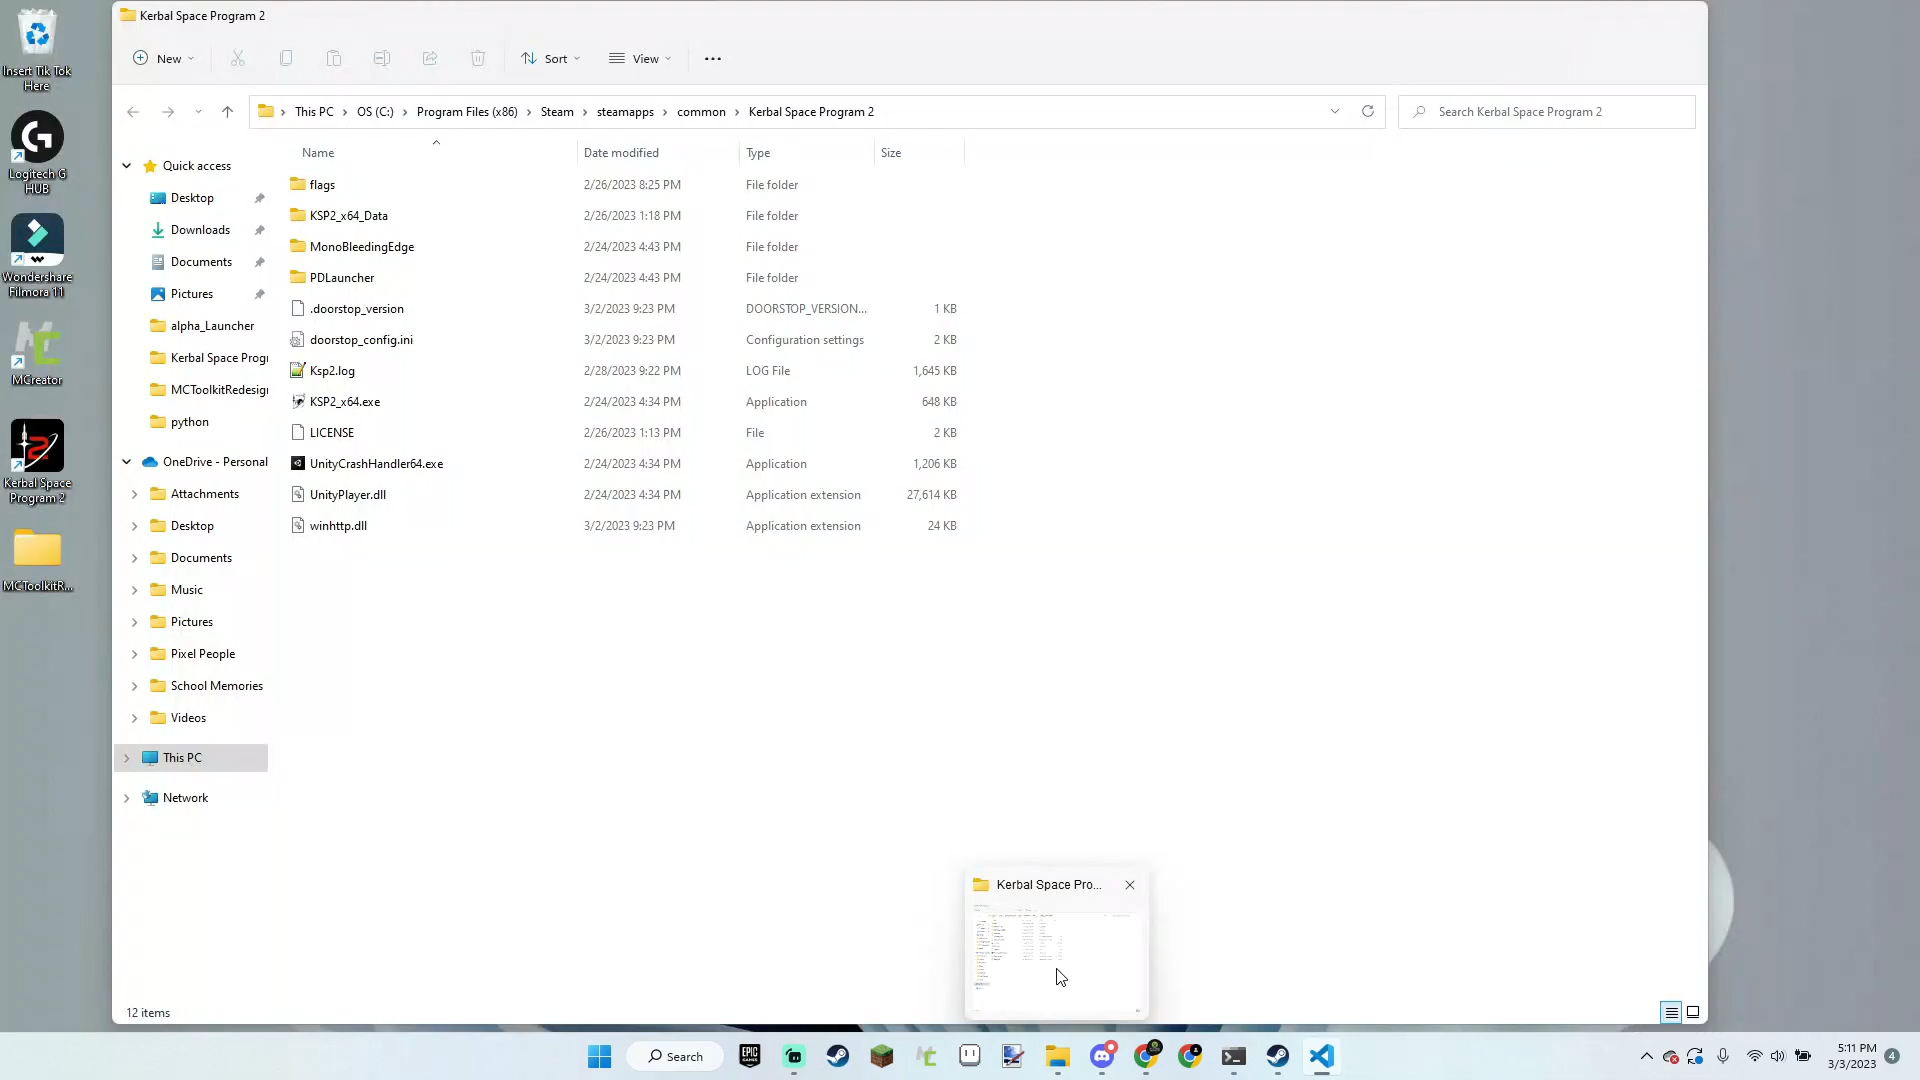 Kerbal Space Program 2
New
Sort
View
This PC
OS (C:)
Program Files (x86)
Steam
steamapps
common
Kerbal Space Program 2
Search Kerbal Space Program 2
Name
Date modified
Type
Size
flags 2/26/2023 8:25 PM File folder
KSP2_x64_Data 2/26/2023 1:18 PM File folder
MonoBleedingEdge 2/24/2023 4:43 PM File folder
PDLauncher 2/24/2023 4:43 PM File folder
.doorstop_version 3/2/2023 9:23 PM DOORSTOP_VERSION... 1 KB
doorstop_config.ini 3/2/2023 9:23 PM Configuration settings 2 KB
Ksp2.log 2/28/2023 9:22 PM LOG File 1,645 KB
KSP2_x64.exe 2/24/2023 4:34 PM Application 648 KB
LICENSE 2/26/2023 1:13 PM File 2 KB
UnityCrashHandler64.exe 2/24/2023 4:34 PM Application 1,206 KB
UnityPlayer.dll 2/24/2023 4:34 PM Application extension 27,614 KB
winhttp.dll 3/2/2023 9:23 PM Application extension 24 KB
Quick access
Desktop
Downloads
Documents
Pictures
alpha_Launcher
Kerbal Space Progr
MCToolkitRedesign
python
OneDrive - Personal
Attachments
Desktop
Documents
Music
Pictures
Pixel People
School Memories
Videos
This PC
Network
12 items
Insert Tik Tok
Here
Logitech G
HUB
Wondershare
Filmora 11
MCreator
Kerbal Space
Program 2
MCToolkitR...
Kerbal Space Pro...
Search
EPIC
GAMES
5:11 PM
3/3/2023
4